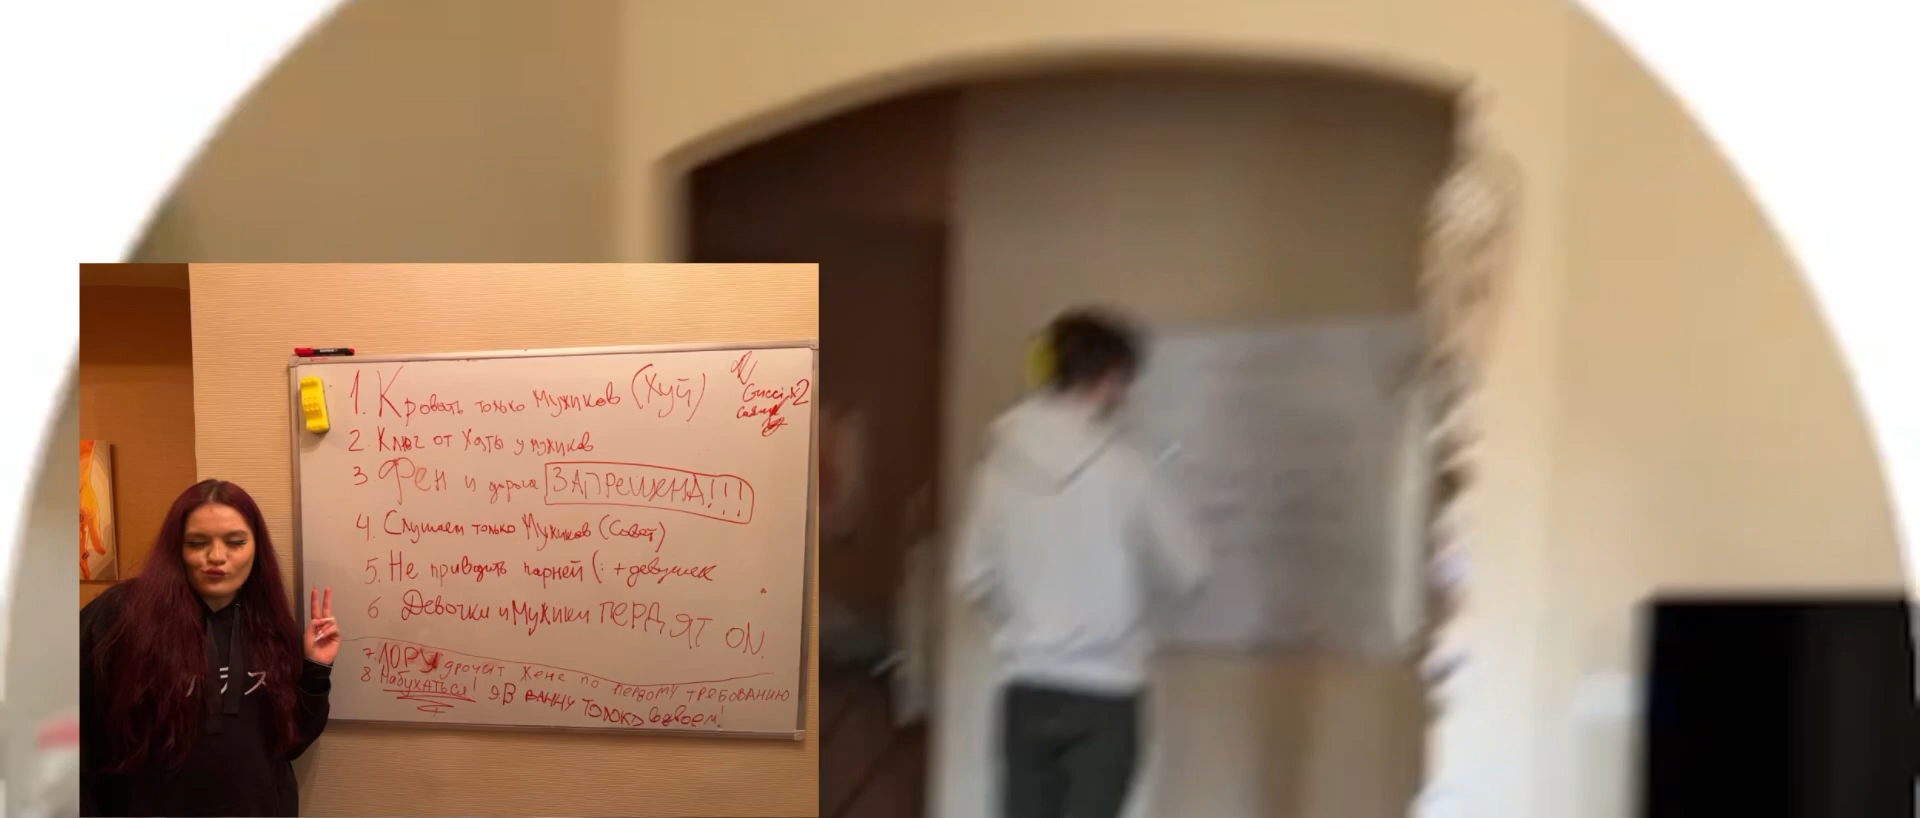 1. Кровать только мужиков (Хуй)
Gucci x2
2. Ключ от хаты у мужиков
3 Фен и дорога ЗАПРЕЩЕНА!!!
4. Слушаем только Мужиков (Совет)
5. Не приводить парней (: + девушек
6 Девочки и Мужики ПЕРДЯТ ON.
7. ЛОРУ дрочит Жене по первому ТРЕБОВАНИЮ
8 Набухаться! 9 В ВАННУ ТОЛЬКО вдвоем!